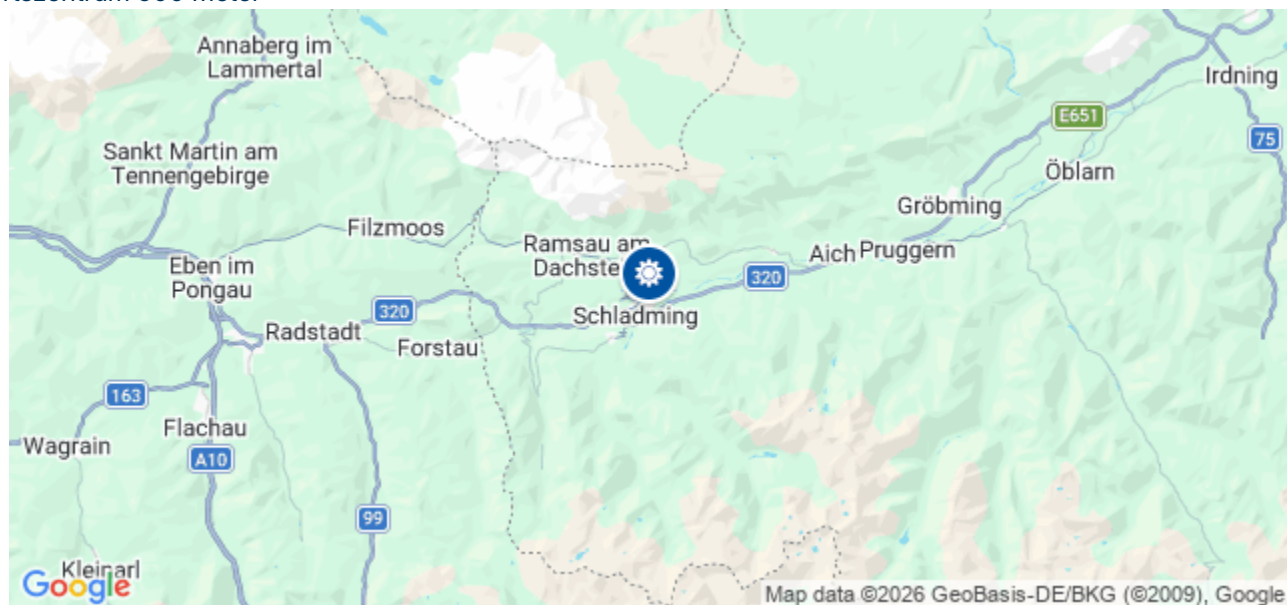 Annaberg im
Lammertal
Irdning
E651
75
Sankt Martin am
Tennengebirge
Öblarn
Gröbming
Filzmoos
Ramsau am
Aich
Pruggern
Eben im
Pongau
320
320
Schladming
Radstadt
Forstau
163
Flachau
Wagrain
A10
99
Kleinarl
Google
Map data ©2026 GeoBasis-DE/BKG (©2009), Google